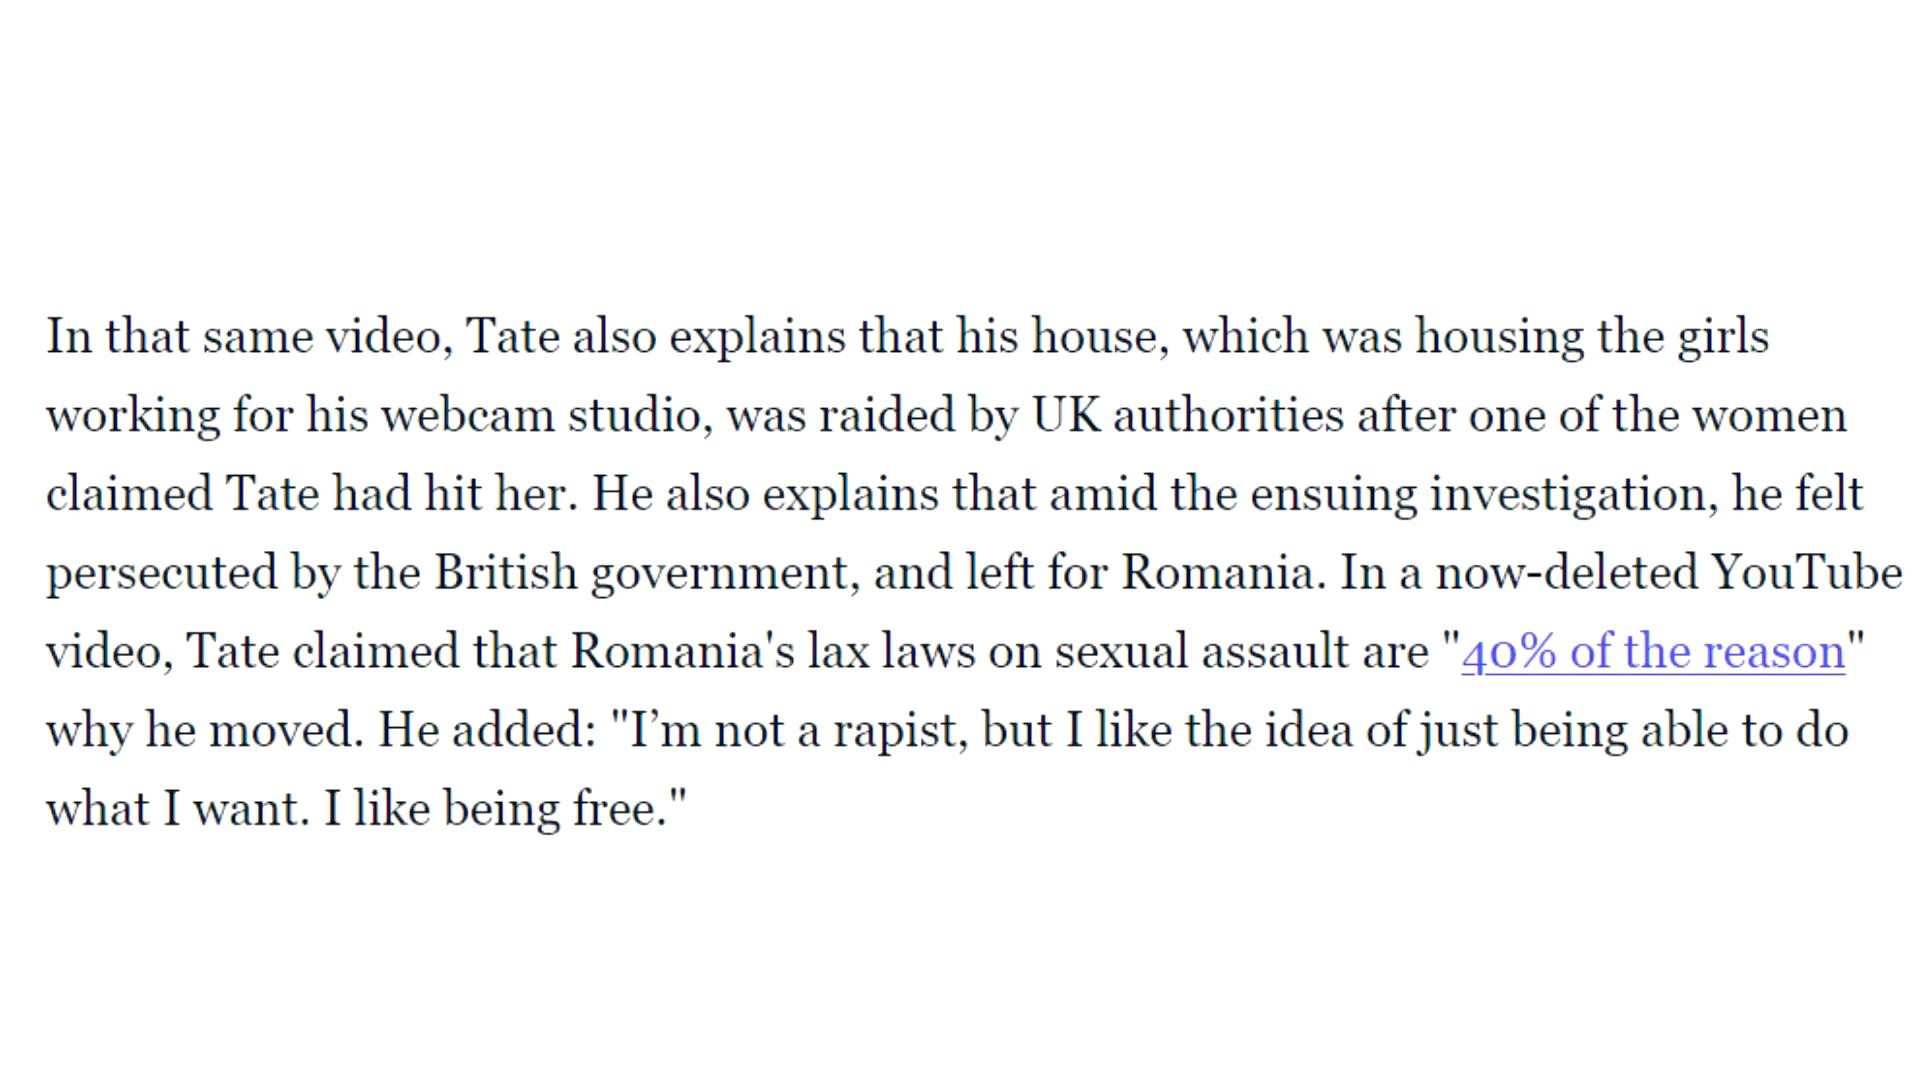 In that same video, Tate also explains that his house, which was housing the girls
working for his webcam studio, was raided by UK authorities after one of the women
claimed Tate had hit her. He also explains that amid the ensuing investigation, he felt
persecuted by the British government, and left for Romania. In a now-deleted YouTube
video, Tate claimed that Romania's lax laws on sexual assault are "40% of the reason"
why he moved. He added: "I’m not a rapist, but I like the idea of just being able to do
what I want. I like being free."